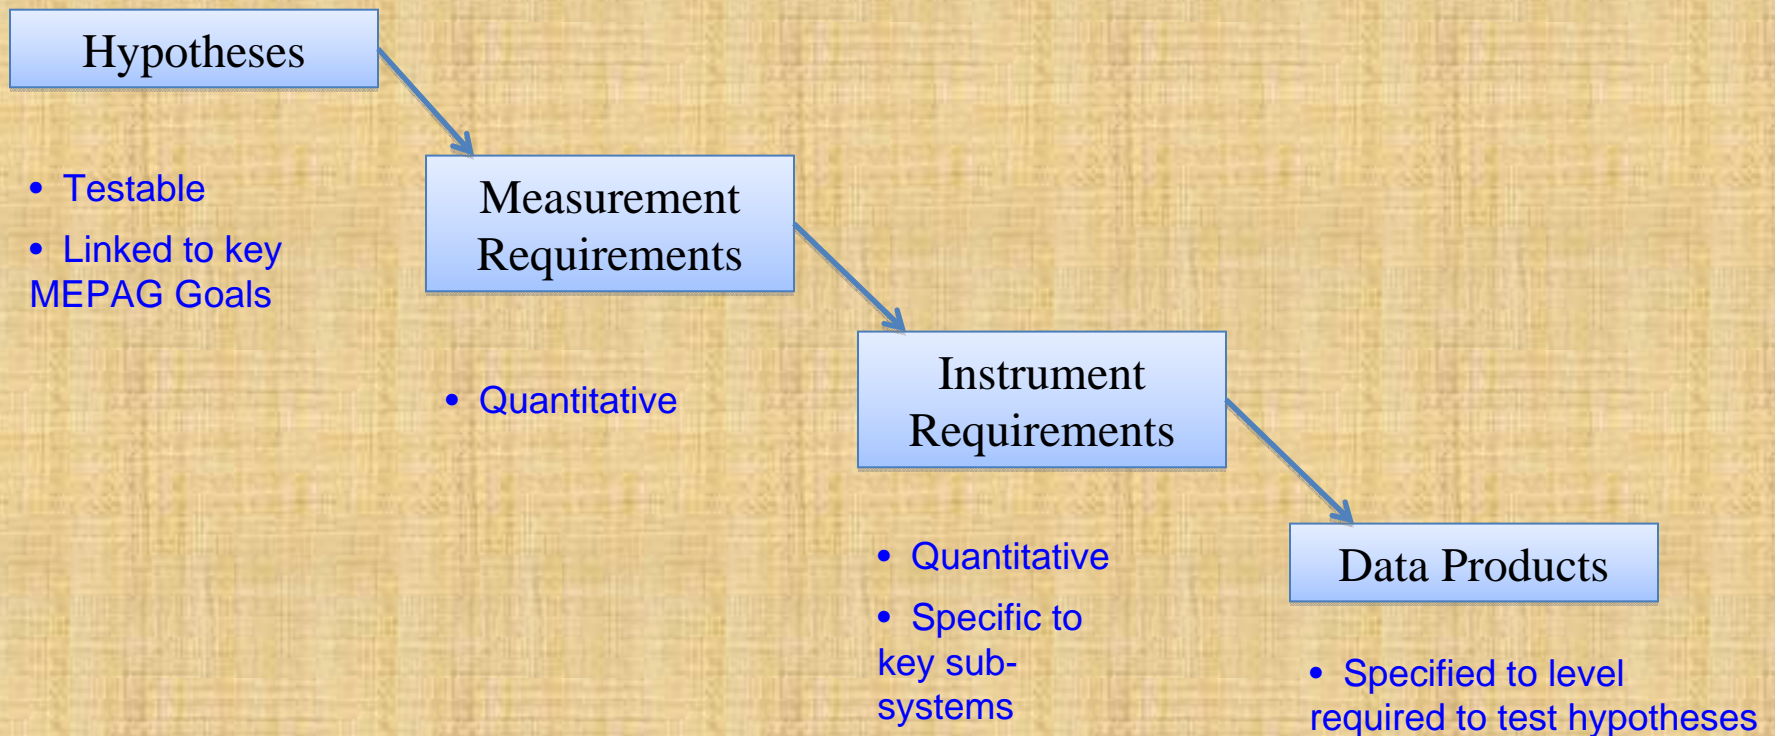 Hypotheses
• Testable
• Linked to key
MEPAG Goals
Measurement
Requirements
• Quantitative
Instrument
Requirements
• Quantitative
• Specific to
key sub-
systems
Data Products
• Specified to level
required to test hypotheses